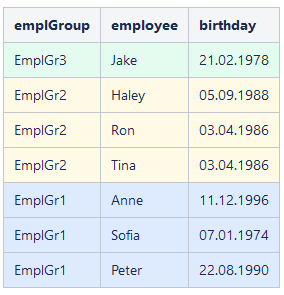 emplGroup employee birthday
EmplGr3 Jake 21.02.1978
EmplGr2 Haley 05.09.1988
EmplGr2 Ron 03.04.1986
EmplGr2 Tina 03.04.1986
EmplGr1 Anne 11.12.1996
EmplGr1 Sofia 07.01.1974
EmplGr1 Peter 22.08.1990